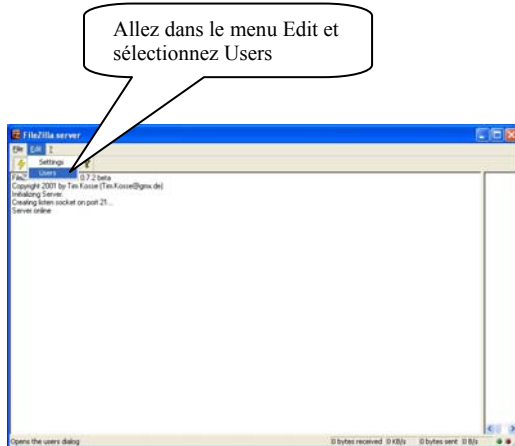 Allez dans le menu Edit et
sélectionnez Users
FileZilla server
File Edit ?
Settings
Users
0.7.2 beta
Copyright 2001 by Tim Kosse (Tim.Kosse@gmx.de)
Initializing Server.
Creating listen socket on port 21...
Server online
Opens the users dialog
0 bytes received 0 KB/s 0 bytes sent 0 B/s